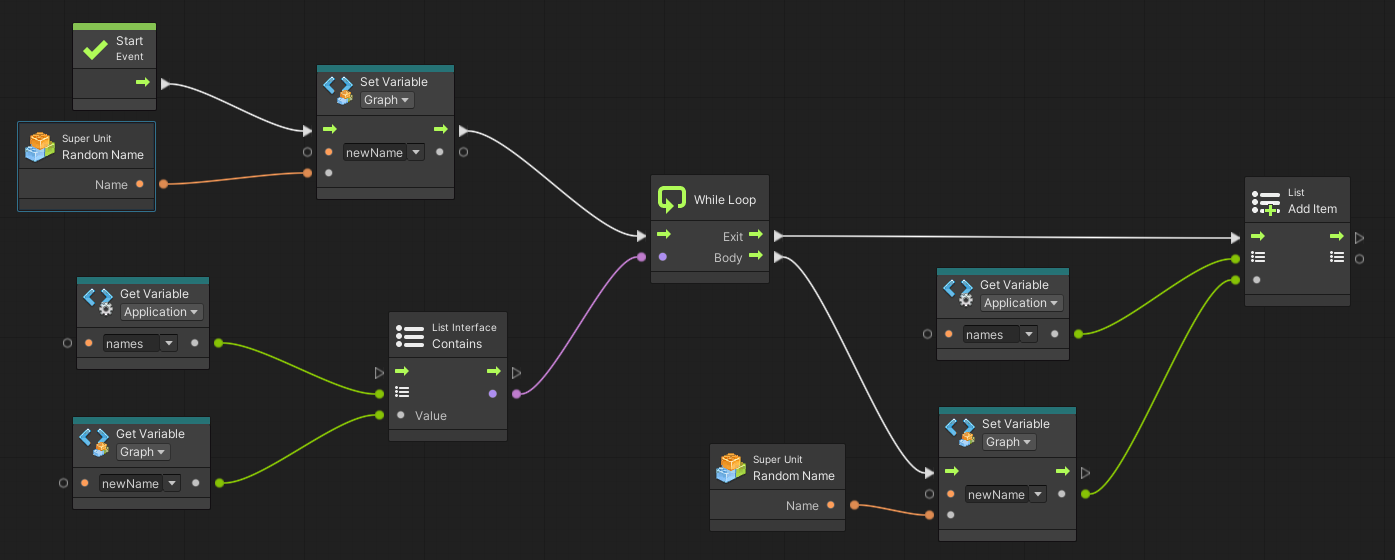 Start
Event
Super Unit
Random Name
Name
Set Variable
Graph
newName
Get Variable
Application
names
Get Variable
Graph
newName
List Interface
Contains
Value
While Loop
Exit
Body
Super Unit
Random Name
Name
Get Variable
Application
names
Set Variable
Graph
newName
List
Add Item